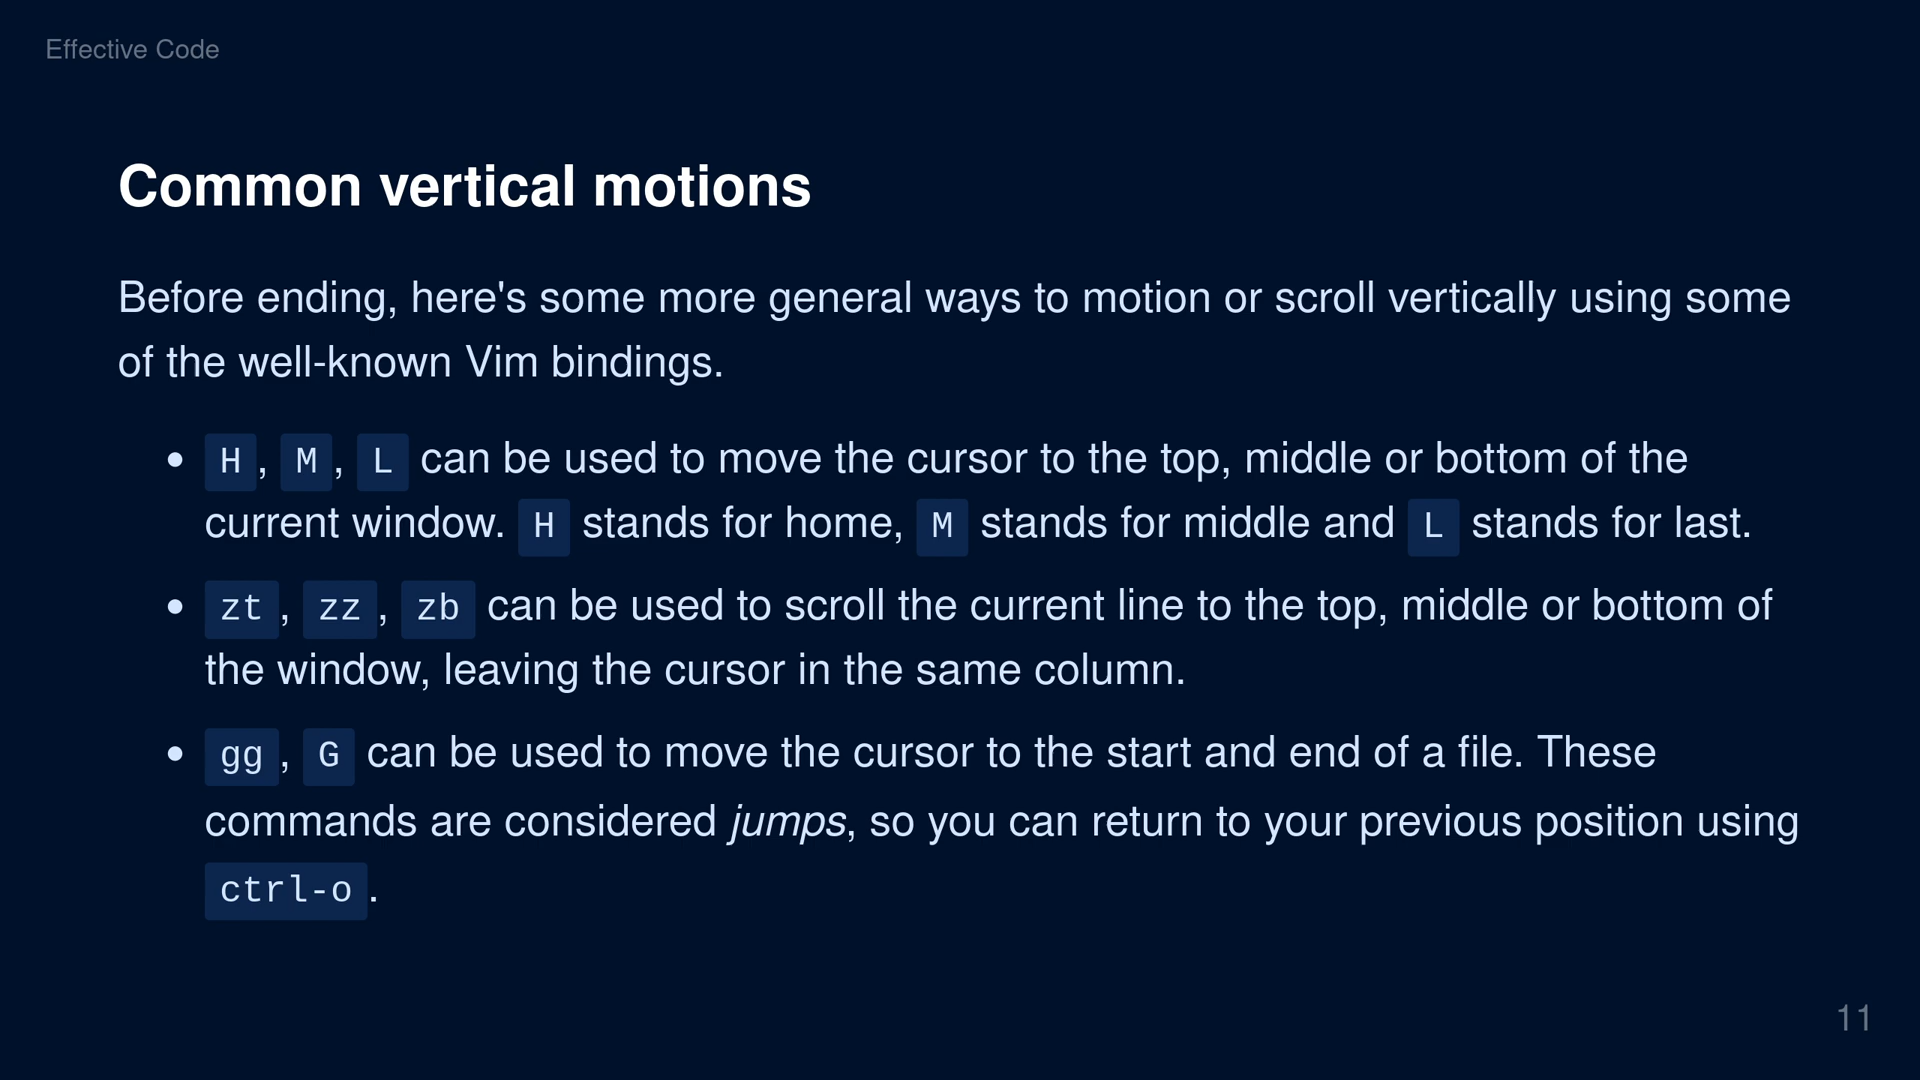 Effective Code
Common vertical motions
Before ending, here's some more general ways to motion or scroll vertically using some
of the well-known Vim bindings.
• H, M, L can be used to move the cursor to the top, middle or bottom of the
current window. H stands for home, M stands for middle and L stands for last.
• zt, zz, zb can be used to scroll the current line to the top, middle or bottom of
the window, leaving the cursor in the same column.
• gg, G can be used to move the cursor to the start and end of a file. These
commands are considered jumps, so you can return to your previous position using
ctrl-o.
11